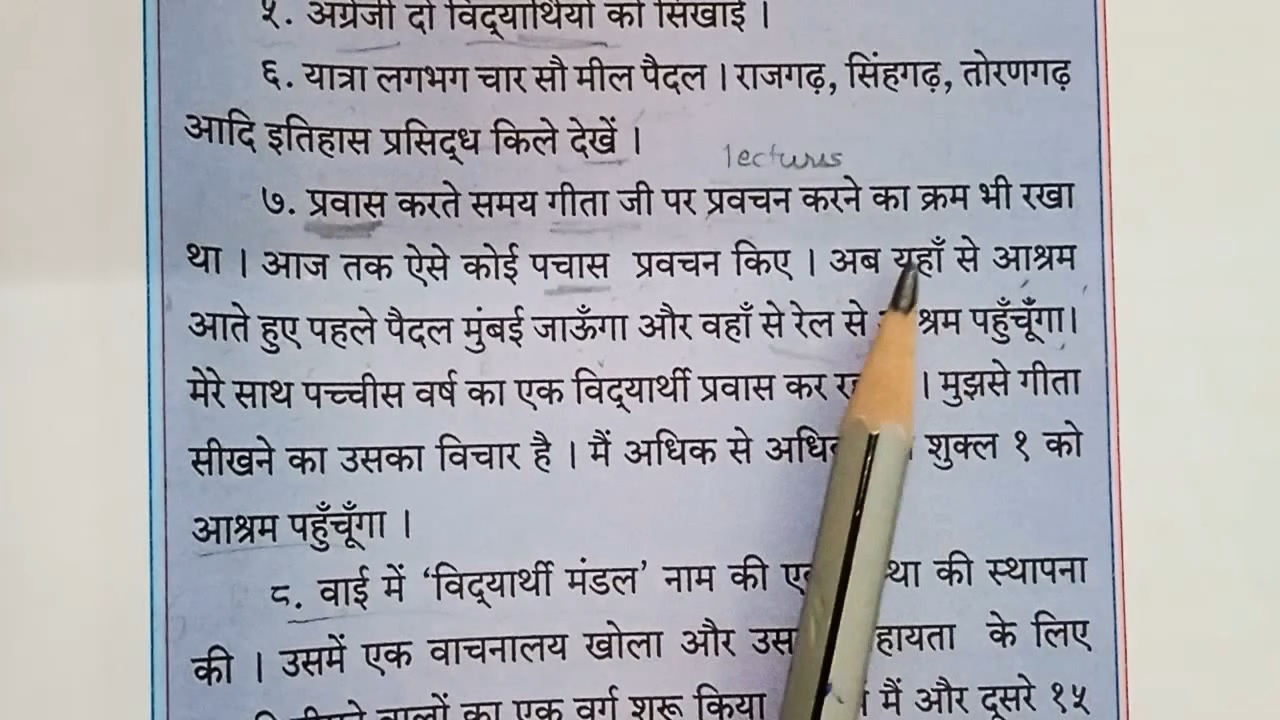 ५. अंग्रेजी दो विद्यार्थियों को सिखाई ।
६. यात्रा लगभग चार सौ मील पैदल । राजगढ़, सिंहगढ़, तोरणगढ़
आदि इतिहास प्रसिद्ध किले देखें ।
lectures
७. प्रवास करते समय गीता जी पर प्रवचन करने का क्रम भी रखा
था । आज तक ऐसे कोई पचास प्रवचन किए । अब यहाँ से आश्रम
आते हुए पहले पैदल मुंबई जाऊँगा और वहाँ से रेल से श्रम पहुँचूँगा।
मेरे साथ पच्चीस वर्ष का एक विद्यार्थी प्रवास कर । मुझसे गीता
सीखने का उसका विचार है । मैं अधिक से शुक्ल १ को
आश्रम पहुँचूँगा ।
८. वाई में ‘विद्यार्थी मंडल’ नाम की की स्थापना
की । उसमें एक वाचनालय खोला और के लिए
वालों का एक वर्ग शुरू किया मैं और दूसरे १५